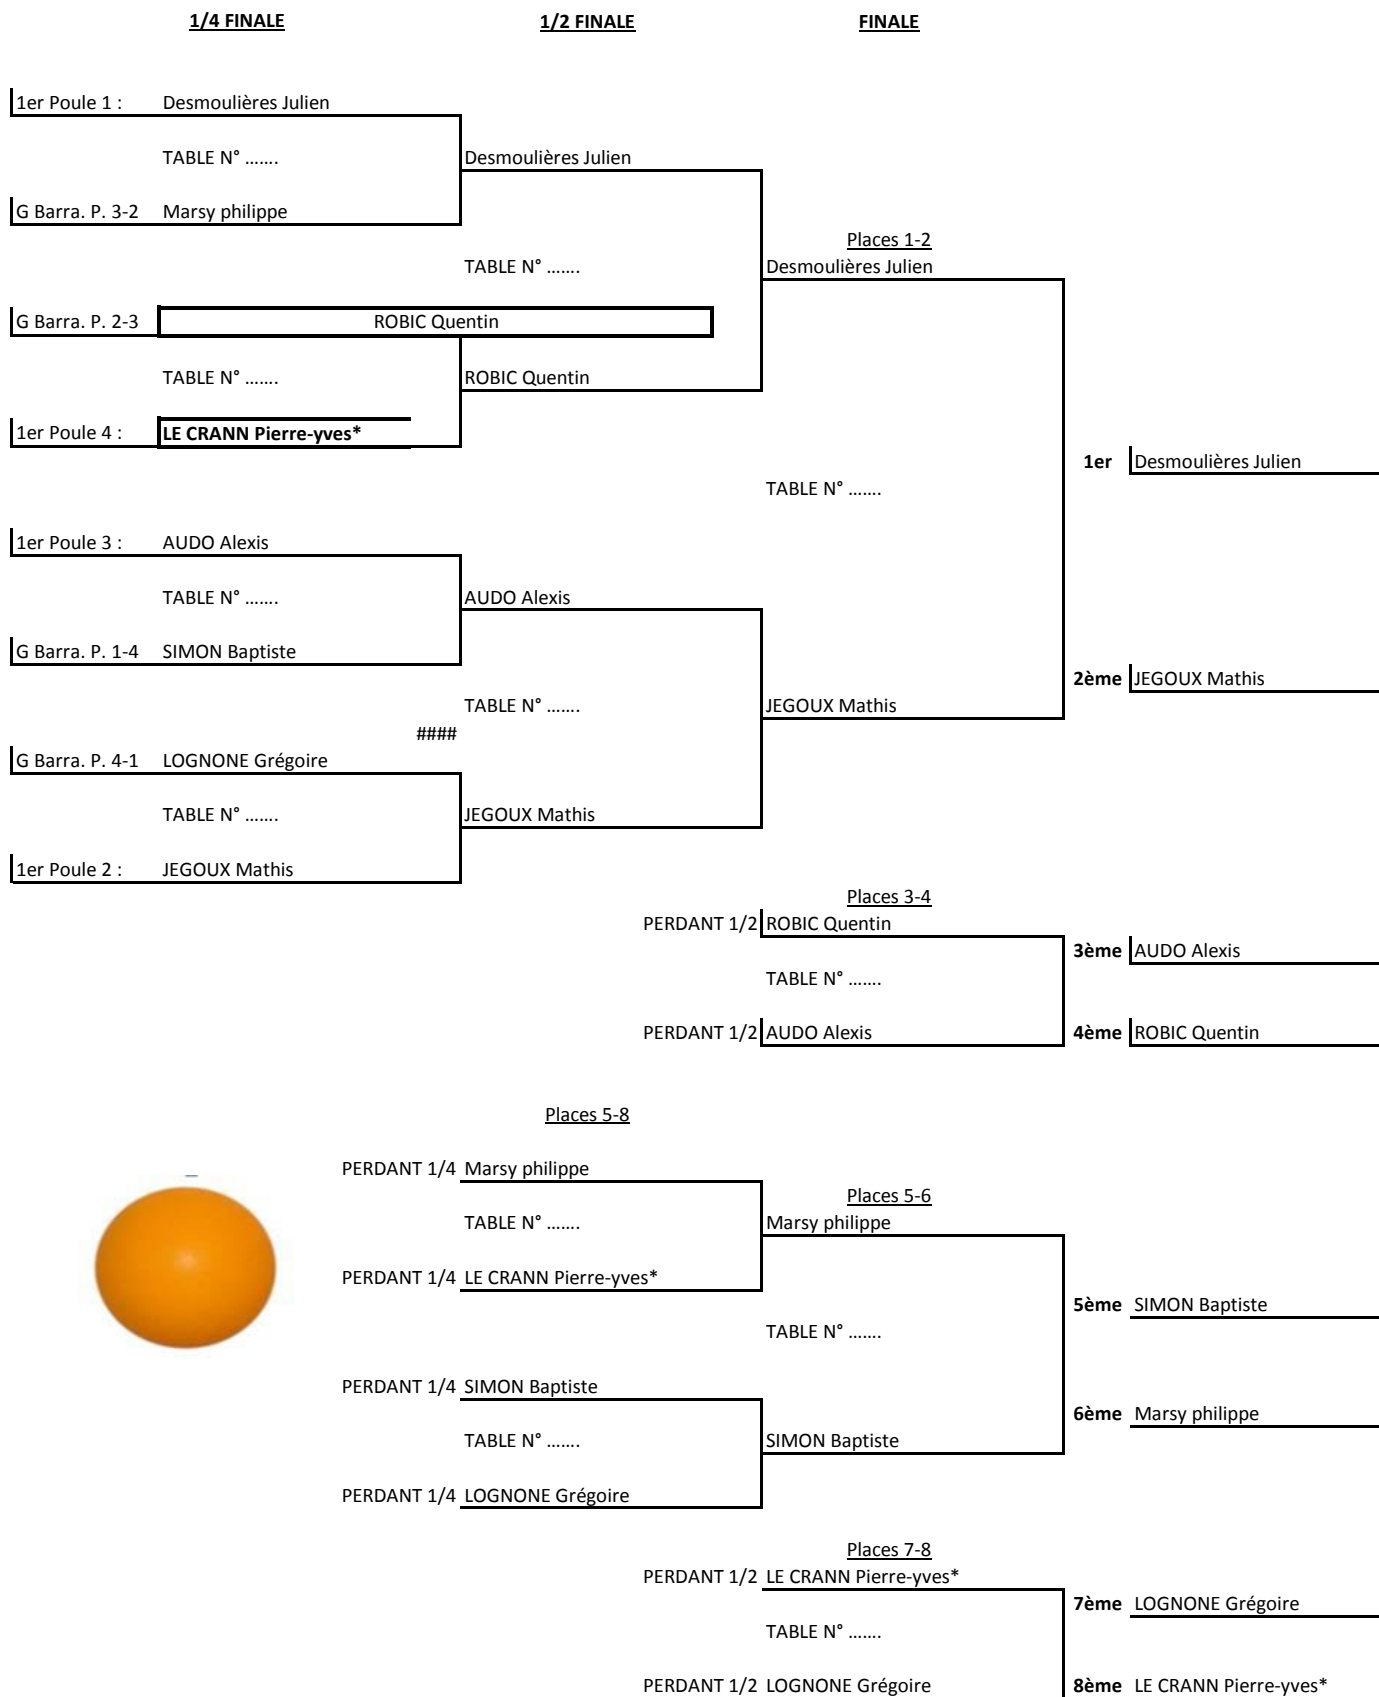 1/4 FINALE 1/2 FINALE FINALE
1er Poule 1 : Desmoulières Julien
TABLE N° ....... Desmoulières Julien
G Barra. P. 3-2 Marsy philippe
Places 1-2
TABLE N° ....... Desmoulières Julien
G Barra. P. 2-3 ROBIC Quentin
TABLE N° ....... ROBIC Quentin
1er Poule 4 : LE CRANN Pierre-yves*
1er Desmoulières Julien
TABLE N° .......
1er Poule 3 : AUDO Alexis
TABLE N° ....... AUDO Alexis
G Barra. P. 1-4 SIMON Baptiste
2ème JEGOUX Mathis
TABLE N° ....... JEGOUX Mathis
####
G Barra. P. 4-1 LOGNONE Grégoire
TABLE N° ....... JEGOUX Mathis
1er Poule 2 : JEGOUX Mathis
Places 3-4
PERDANT 1/2 ROBIC Quentin
3ème AUDO Alexis
TABLE N° .......
PERDANT 1/2 AUDO Alexis 4ème ROBIC Quentin
Places 5-8
PERDANT 1/4 Marsy philippe
Places 5-6
TABLE N° ....... Marsy philippe
PERDANT 1/4 LE CRANN Pierre-yves*
5ème SIMON Baptiste
TABLE N° .......
PERDANT 1/4 SIMON Baptiste
6ème Marsy philippe
TABLE N° ....... SIMON Baptiste
PERDANT 1/4 LOGNONE Grégoire
Places 7-8
PERDANT 1/2 LE CRANN Pierre-yves*
7ème LOGNONE Grégoire
TABLE N° .......
PERDANT 1/2 LOGNONE Grégoire 8ème LE CRANN Pierre-yves*